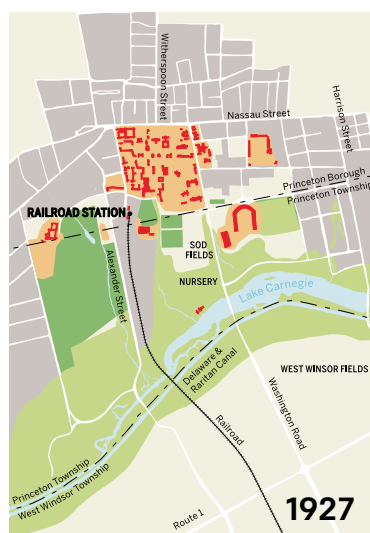 Witherspoon Street
Nassau Street
Harrison Street
Princeton Borough
Princeton Township
RAILROAD STATION
SOD
FIELDS
NURSERY
Alexander Street
Lake Carnegie
Delaware &
Raritan Canal
WEST WINSOR FIELDS
Washington Road
Railroad
Princeton Township
West Windsor Township
Route 1
1927